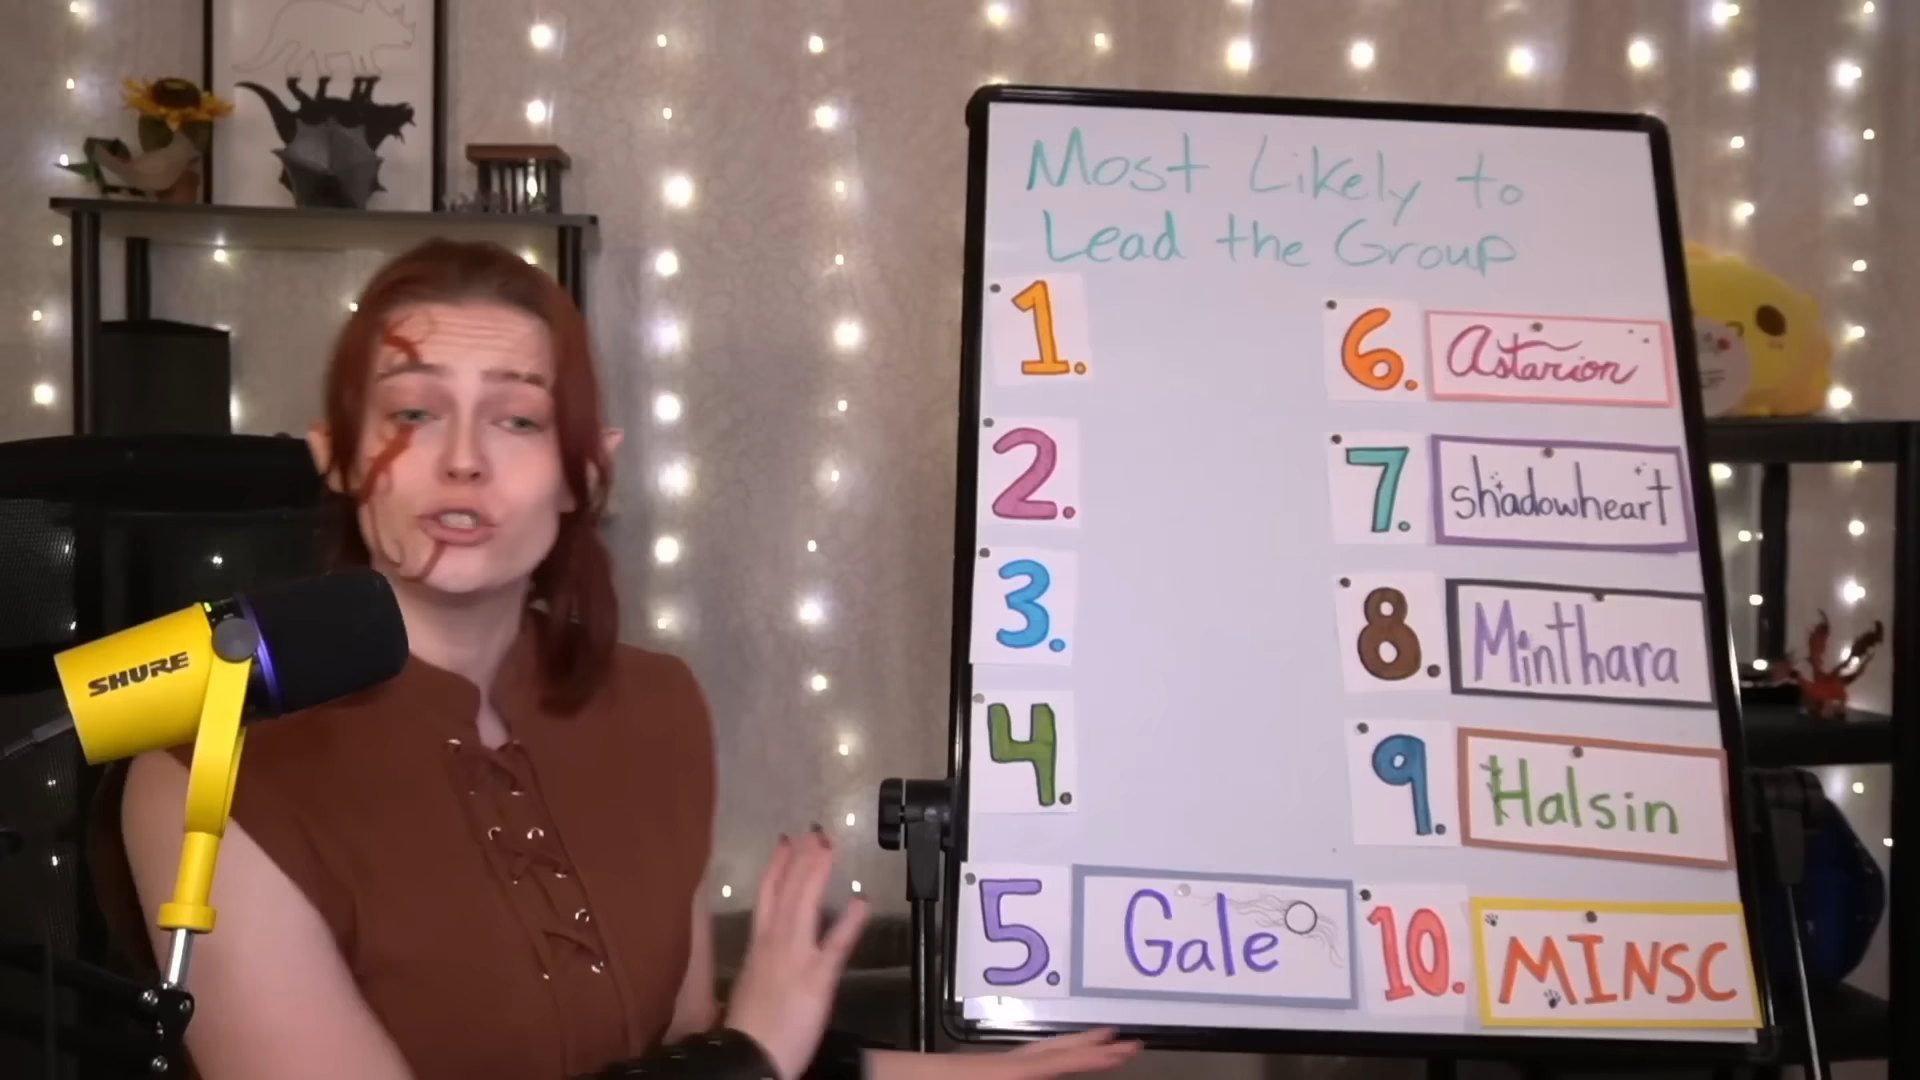 Most Likely to
Lead the Group
1.
2.
3.
4.
5. Gale
6. Astarion
7. shadowheart
8. Minthara
9. Halsin
10. MINSC
SHURE